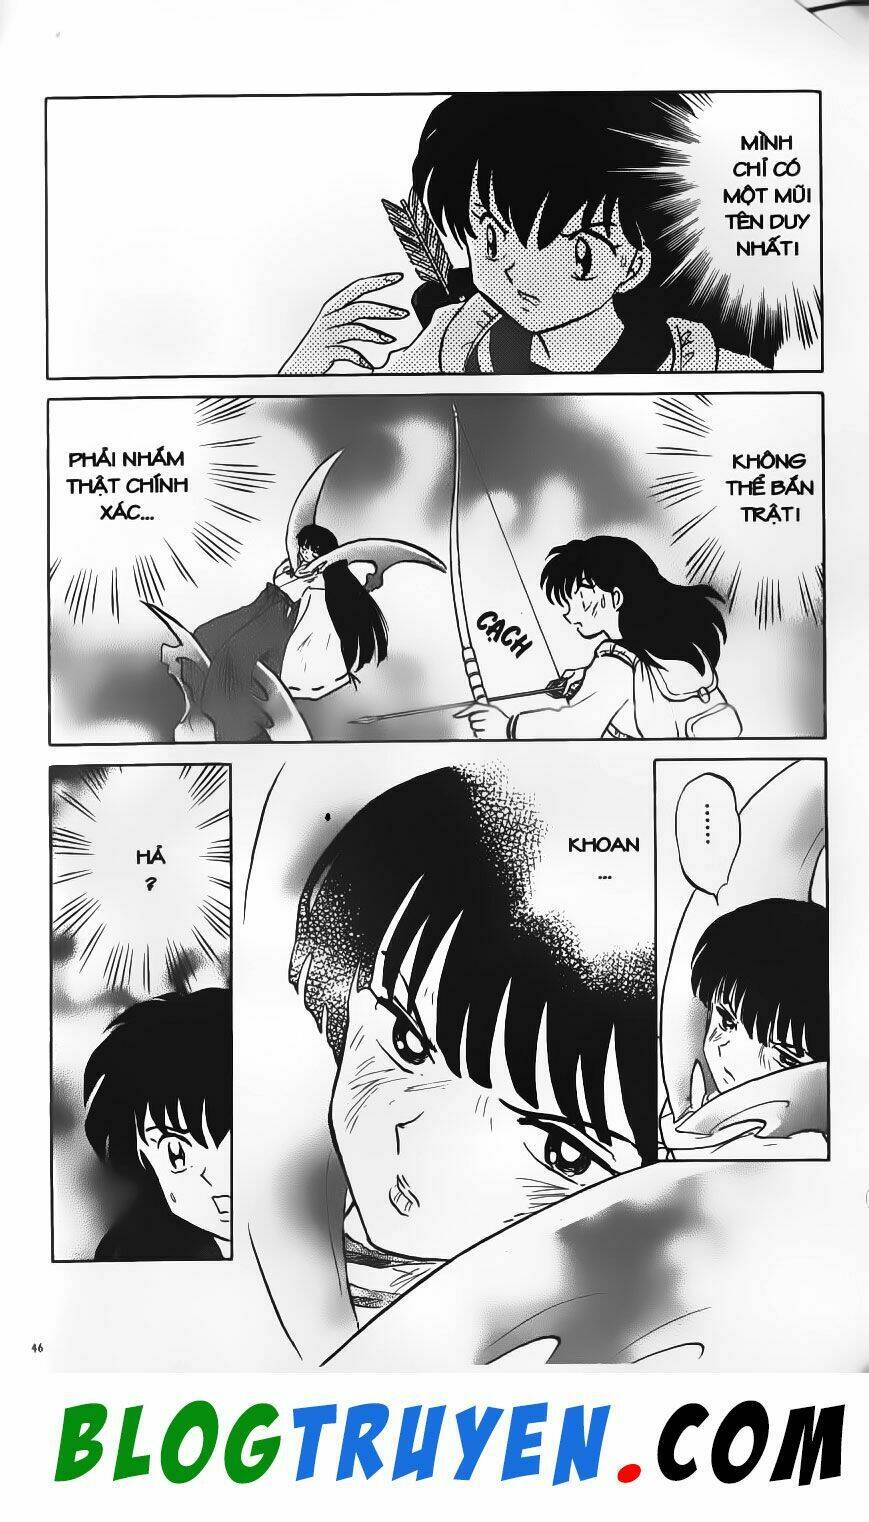 MÌNH
CHỈ CÓ
MỘT MŨI
TÊN DUY
NHẤT!
KHÔNG
THỂ BẮN
TRẬT!
PHẢI NHẮM
THẬT CHÍNH
XÁC...
CẠCH
........
KHOAN
...
HẢ
?
46
BLOGTRUYEN.COM